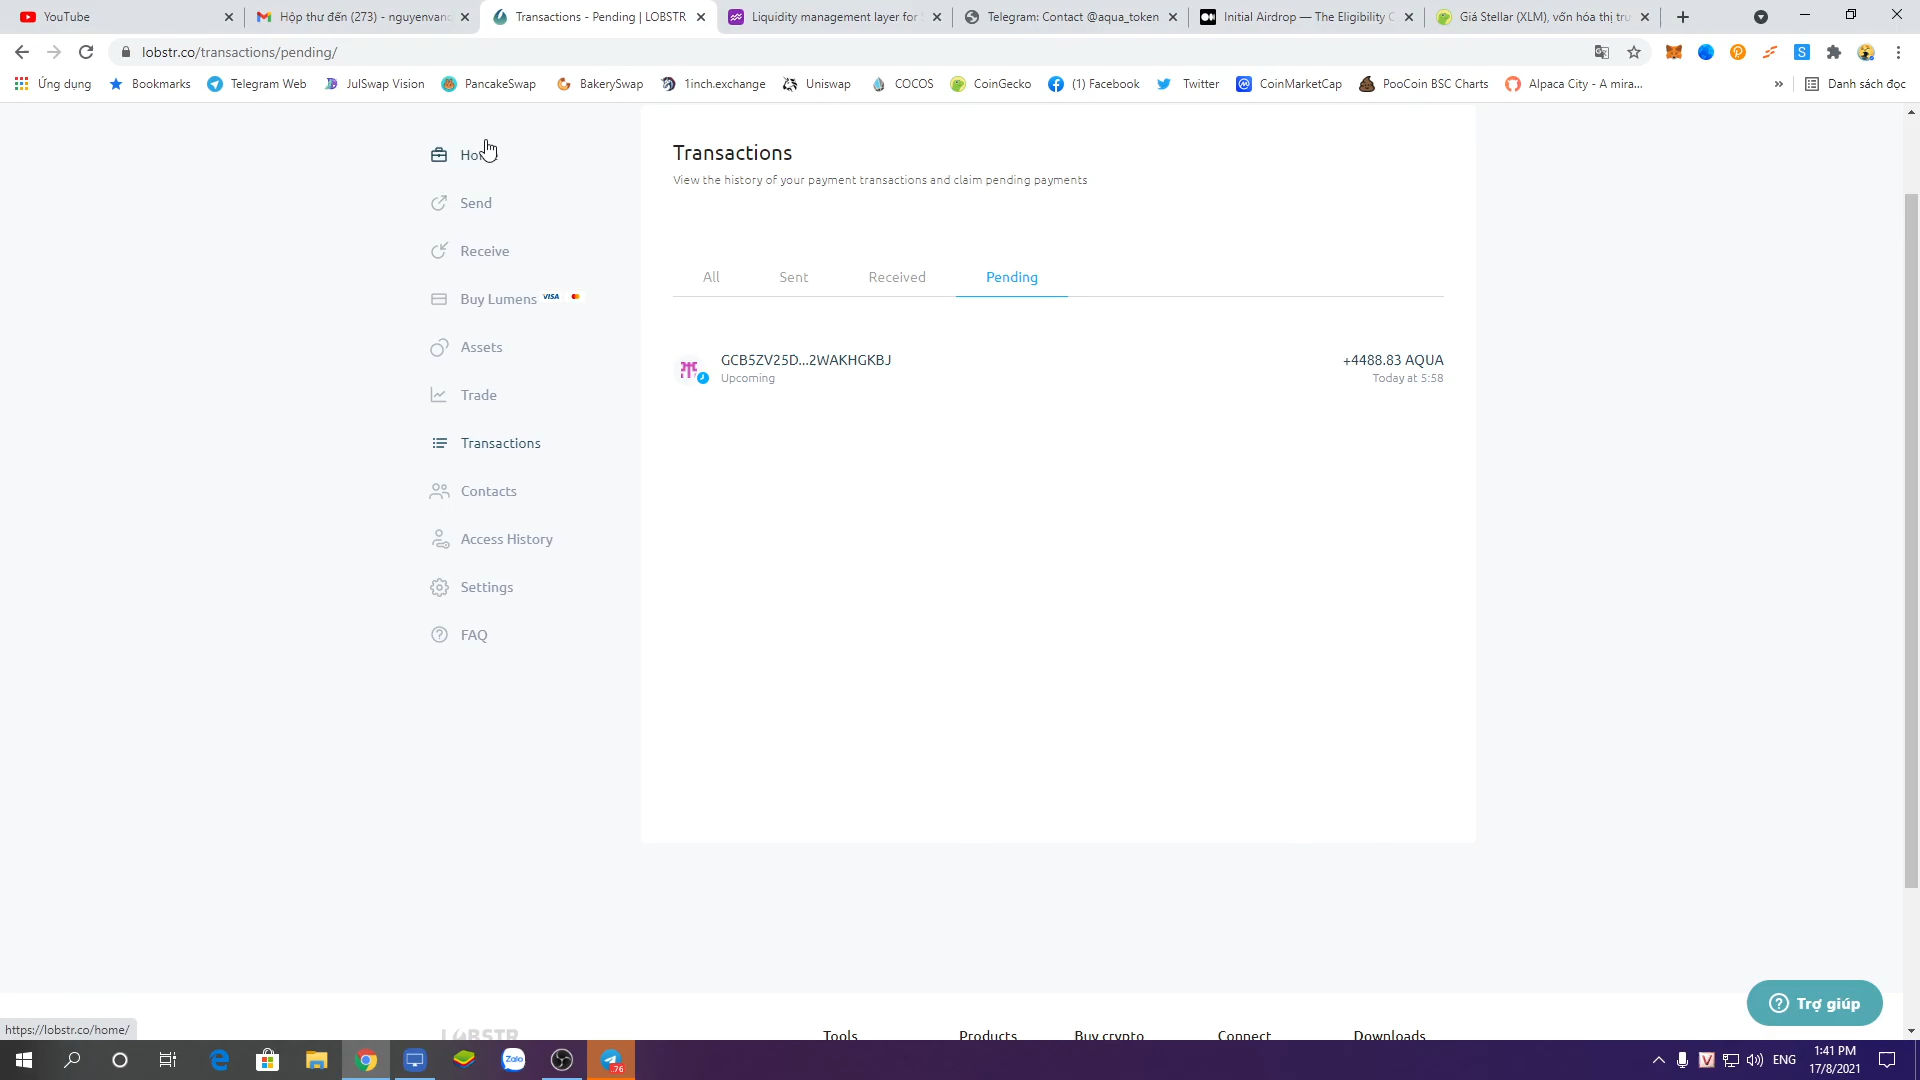 YouTube
Hộp thư đến (273) - nguyenvand
Transactions - Pending | LOBSTR
Liquidity management layer for
Telegram: Contact @aqua_token
Initial Airdrop — The Eligibility C
Giá Stellar (XLM), vốn hóa thị trư
lobstr.co/transactions/pending/
Ứng dụng
Bookmarks
Telegram Web
JulSwap Vision
PancakeSwap
BakerySwap
1inch.exchange
Uniswap
COCOS
CoinGecko
(1) Facebook
Twitter
CoinMarketCap
PooCoin BSC Charts
Alpaca City - A mira...
»
Danh sách đọc
Send
Receive
Buy Lumens VISA
Assets
Trade
Transactions
Contacts
Access History
Settings
FAQ
Transactions
View the history of your payment transactions and claim pending payments
All
Sent
Received
Pending
GCB5ZV25D...2WAKHGKBJ
+4488.83 AQUA
Upcoming
Today at 5:58
Trợ giúp
https://lobstr.co/home/
LOBSTR
Tools
Products
Buy crypto
Connect
Downloads
Zalo
76
ENG
1:41 PM
17/8/2021